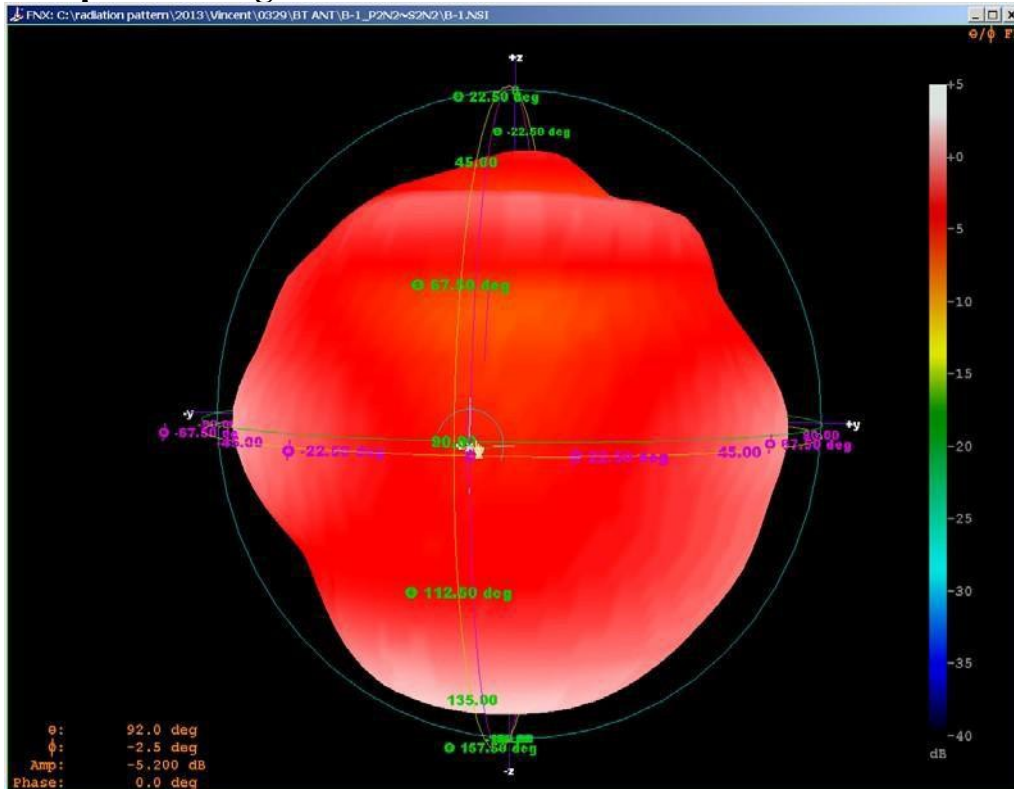 FNX: C:\radiation pattern\2013\Vincent\0329\BT ANT\B-1_P2N2~S2N2\B-1.NSI
θ/ϕ F
+z
+5
Θ 22.50 deg
Θ -22.50 deg
45.00
+0
-5
Θ 67.50 deg
-10
-15
-y
+y
ϕ -67.50
45.00
ϕ -22.50 deg
90.00
ϕ 22.50 deg
45.00
ϕ 67.50 deg
-20
-25
-30
Θ 112.50 deg
-35
135.00
Θ 157.50 deg
-z
-40
dB
θ: 92.0 deg
ϕ: -2.5 deg
Amp: -5.200 dB
Phase: 0.0 deg